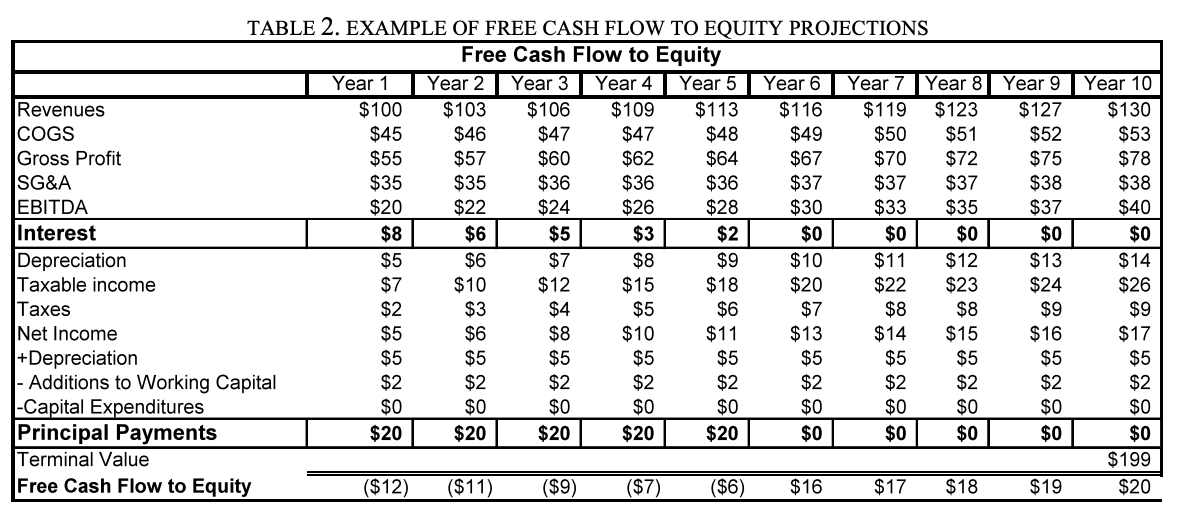 TABLE 2. EXAMPLE OF FREE CASH FLOW TO EQUITY PROJECTIONS
Free Cash Flow to Equity
Year 1 Year 2 Year 3 Year 4 Year 5 Year 6 Year 7 Year 8 Year 9 Year 10
Revenues $100 $103 $106 $109 $113 $116 $119 $123 $127 $130
COGS $45 $46 $47 $47 $48 $49 $50 $51 $52 $53
Gross Profit $55 $57 $60 $62 $64 $67 $70 $72 $75 $78
SG&A $35 $35 $36 $36 $36 $37 $37 $37 $38 $38
EBITDA $20 $22 $24 $26 $28 $30 $33 $35 $37 $40
Interest $8 $6 $5 $3 $2 $0 $0 $0 $0 $0
Depreciation $5 $6 $7 $8 $9 $10 $11 $12 $13 $14
Taxable income $7 $10 $12 $15 $18 $20 $22 $23 $24 $26
Taxes $2 $3 $4 $5 $6 $7 $8 $8 $9 $9
Net Income $5 $6 $8 $10 $11 $13 $14 $15 $16 $17
+Depreciation $5 $5 $5 $5 $5 $5 $5 $5 $5 $5
- Additions to Working Capital $2 $2 $2 $2 $2 $2 $2 $2 $2 $2
-Capital Expenditures $0 $0 $0 $0 $0 $0 $0 $0 $0 $0
Principal Payments $20 $20 $20 $20 $20 $0 $0 $0 $0 $0
Terminal Value $199
Free Cash Flow to Equity ($12) ($11) ($9) ($7) ($6) $16 $17 $18 $19 $20